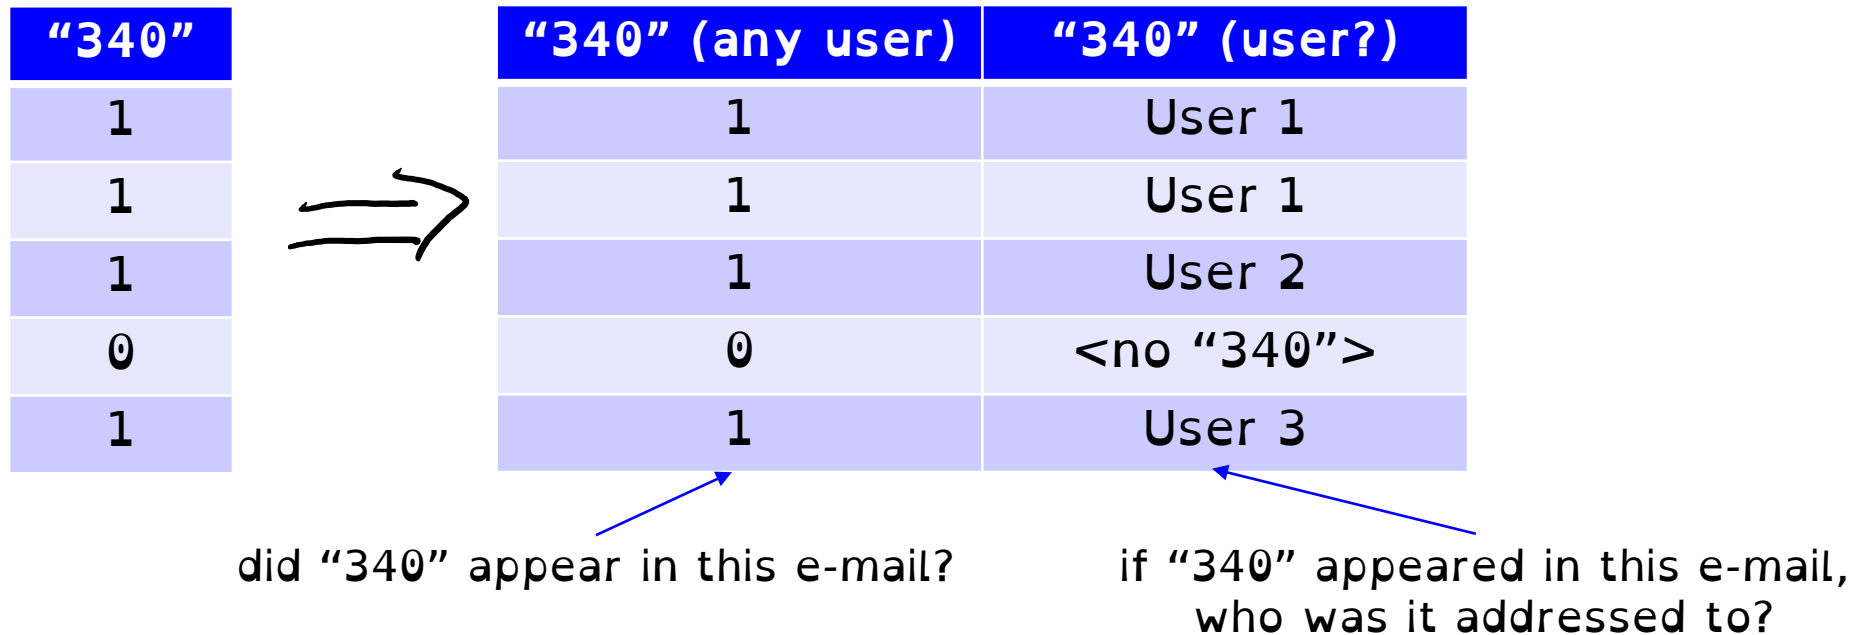 “340”
1
1
1
0
1
“340” (any user) “340” (user?)
1 User 1
1 User 1
1 User 2
0 <no “340”>
1 User 3
did “340” appear in this e-mail?
if “340” appeared in this e-mail,
who was it addressed to?